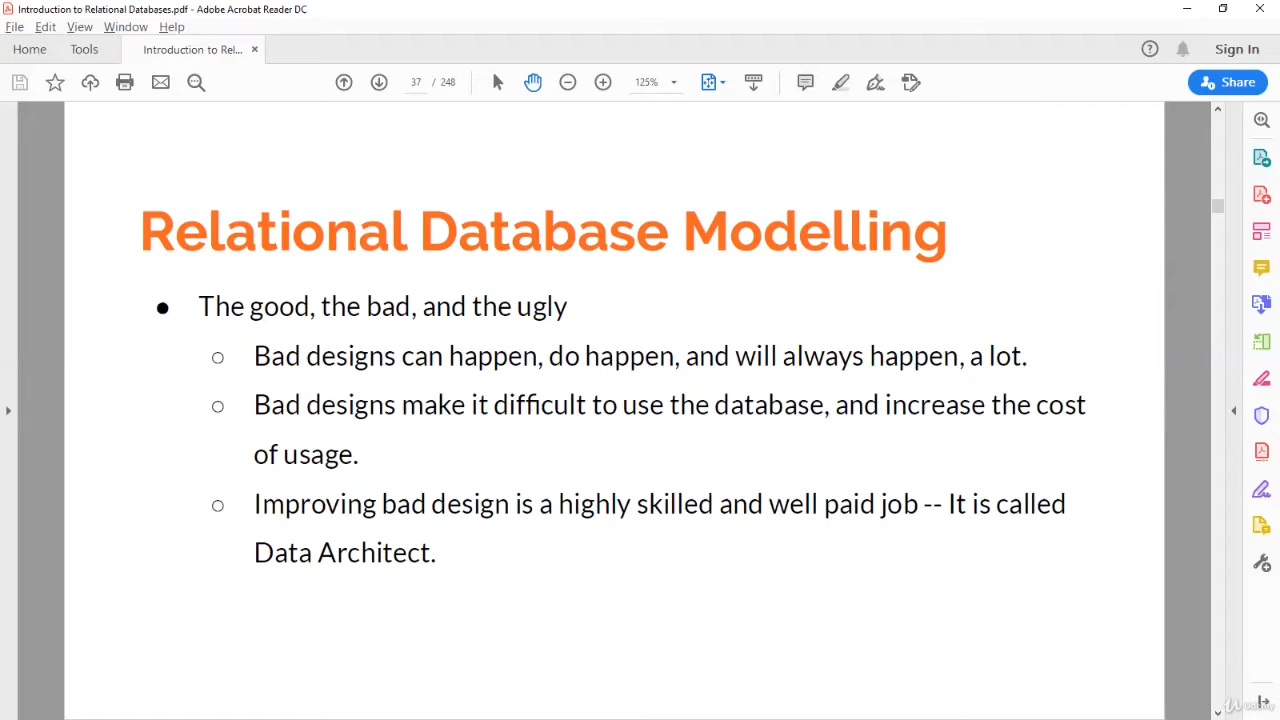 Introduction to Relational Databases.pdf - Adobe Acrobat Reader DC
File Edit View Window Help
Home Tools Introduction to Rel... × Sign In
37 / 248 125% Share
Relational Database Modelling
● The good, the bad, and the ugly
○ Bad designs can happen, do happen, and will always happen, a lot.
○ Bad designs make it difficult to use the database, and increase the cost
of usage.
○ Improving bad design is a highly skilled and well paid job -- It is called
Data Architect.
Udemy